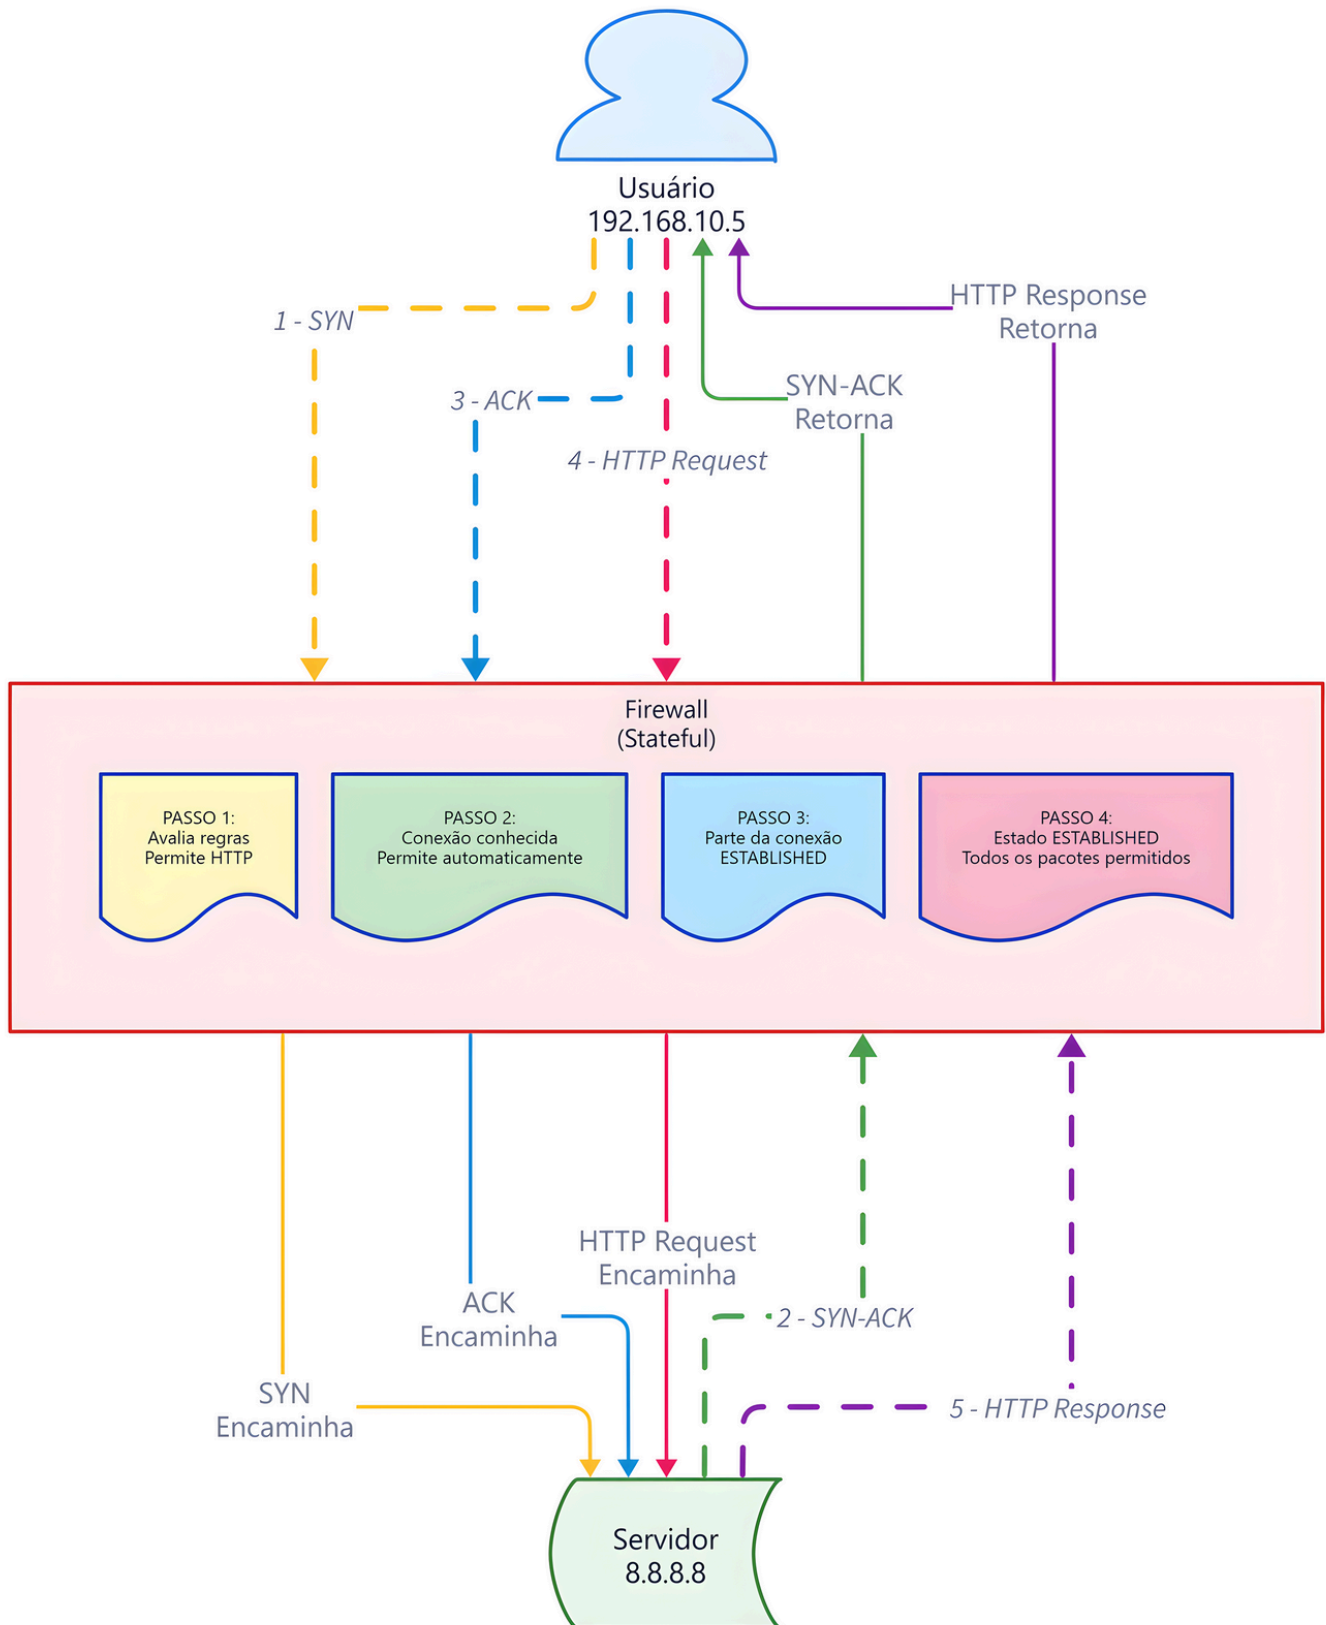 Usuário
192.168.10.5
HTTP Response
Retorna
1 - SYN
SYN-ACK
Retorna
3 - ACK
4 - HTTP Request
Firewall
(Stateful)
PASSO 1:
Avalia regras
Permite HTTP
PASSO 2:
Conexão conhecida
Permite automaticamente
PASSO 3:
Parte da conexão
ESTABLISHED
PASSO 4:
Estado ESTABLISHED
Todos os pacotes permitidos
HTTP Request
Encaminha
ACK
Encaminha
2 - SYN-ACK
SYN
Encaminha
5 - HTTP Response
Servidor
8.8.8.8